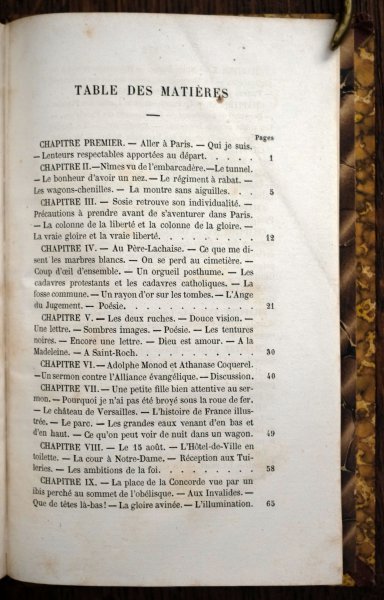 TABLE DES MATIÈRES
Pages
CHAPITRE PREMIER. — Aller à Paris. — Qui je suis.
— Lenteurs respectables apportées au départ. . . . . . 1
CHAPITRE II. — Nîmes vu de l'embarcadère. — Le tunnel.
— Le bonheur d'avoir un nez. — Le régiment à rabat. —
Les wagons-chenilles. — La montre sans aiguilles. . . . 5
CHAPITRE III. — Sosie retrouve son individualité. —
Précautions à prendre avant de s'aventurer dans Paris.
— La colonne de la liberté et la colonne de la gloire. —
La vraie gloire et la vraie liberté. . . . . . . . . . 12
CHAPITRE IV. — Au Père-Lachaise. — Ce que me di-
sent les marbres blancs. — On se perd au cimetière. —
Coup d'œil d'ensemble. — Un orgueil posthume. — Les
cadavres protestants et les cadavres catholiques. — La
fosse commune. — Un rayon d'or sur les tombes. — L'Ange
du Jugement. — Poésie. . . . . . . . . . . . . 21
CHAPITRE V. — Les deux ruches. — Douce vision. —
Une lettre. — Sombres images. — Poésie. — Les tentures
noires. — Encore une lettre. — Dieu est amour. — A la
Madeleine. — A Saint-Roch. . . . . . . . . . . 30
CHAPITRE VI. — Adolphe Monod et Athanase Coquerel.
— Un sermon contre l'Alliance évangélique. — Discussion. 40
CHAPITRE VII. — Une petite fille bien attentive au ser-
mon. — Pourquoi je n'ai pas été broyé sous la roue de fer.
— Le château de Versailles. — L'histoire de France illus-
trée. — Le parc. — Les grandes eaux venant d'en bas et
d'en haut. — Ce qu'on peut voir de nuit dans un wagon. 49
CHAPITRE VIII. — Le 15 août. — L'Hôtel-de-Ville en
toilette. — La cour à Notre-Dame. — Réception aux Tui-
leries. — Les ambitions de la foi. . . . . . . . . . 58
CHAPITRE IX. — La place de la Concorde vue par un
ibis perché au sommet de l'obélisque. — Aux Invalides. —
Que de têtes là-bas! — La gloire avinée. — L'illumination. 65